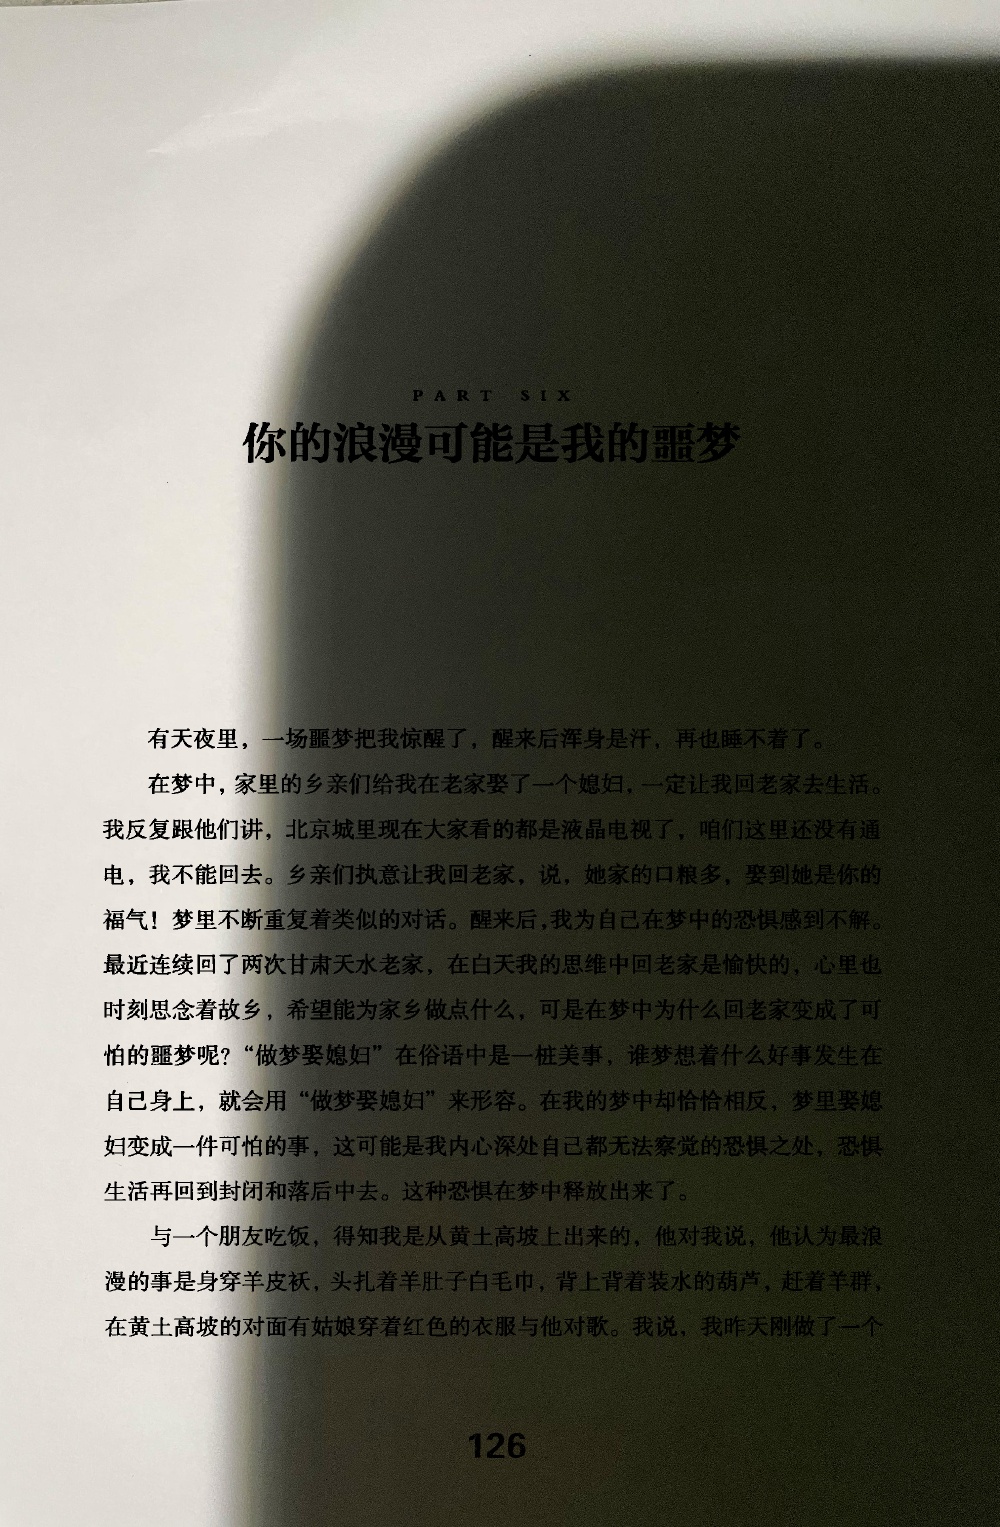 PART SIX
你的浪漫可能是我的噩梦
有天夜里，一场噩梦把我惊醒了，醒来后浑身是汗，再也睡不着了。
在梦中，家里的乡亲们给我在老家娶了一个媳妇，一定让我回老家去生活。
我反复跟他们讲，北京城里现在大家看的都是液晶电视了，咱们这里还没有通
电，我不能回去。乡亲们执意让我回老家，说，她家的口粮多，娶到她是你的
福气！梦里不断重复着类似的对话。醒来后，我为自己在梦中的恐惧感到不解。
最近连续回了两次甘肃天水老家，在白天我的思维中回老家是愉快的，心里也
时刻思念着故乡，希望能为家乡做点什么，可是在梦中为什么回老家变成了可
怕的噩梦呢？“做梦娶媳妇”在俗语中是一桩美事，谁梦想着什么好事发生在
自己身上，就会用“做梦娶媳妇”来形容。在我的梦中却恰恰相反，梦里娶媳
妇变成一件可怕的事，这可能是我内心深处自己都无法察觉的恐惧之处，恐惧
生活再回到封闭和落后中去。这种恐惧在梦中释放出来了。
与一个朋友吃饭，得知我是从黄土高坡上出来的，他对我说，他认为最浪
漫的事是身穿羊皮袄，头扎着羊肚子白毛巾，背上背着装水的葫芦，赶着羊群，
在黄土高坡的对面有姑娘穿着红色的衣服与他对歌。我说，我昨天刚做了一个
126